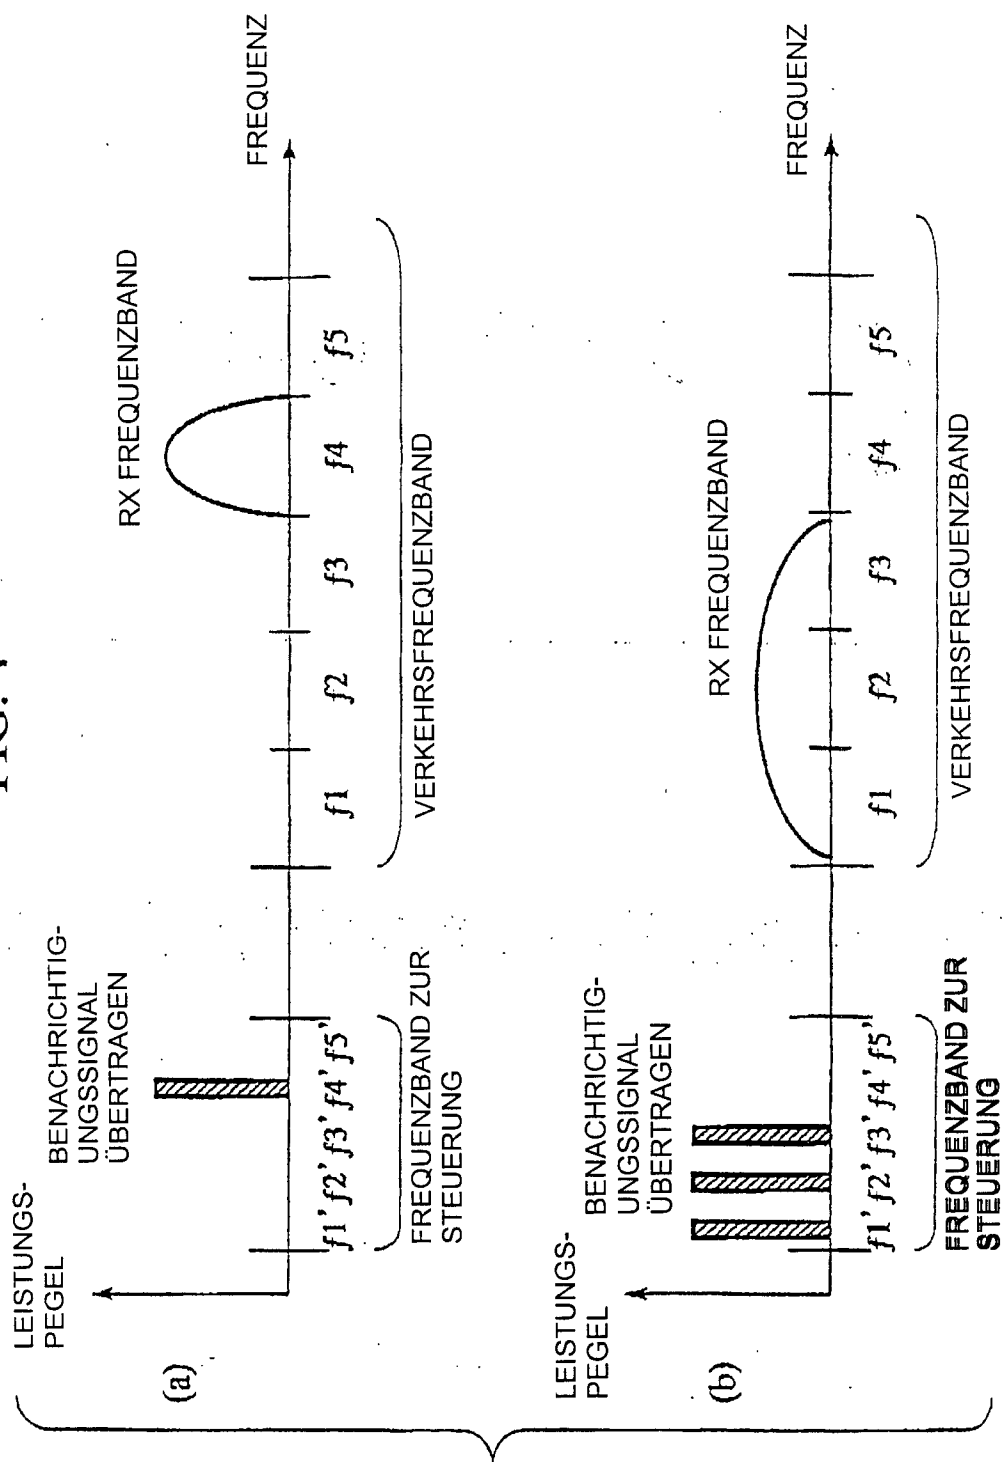 FIG.
(a)
LEISTUNGS-
PEGEL
BENACHRICHTIG-
UNGSSIGNAL
ÜBERTRAGEN
RX FREQUENZBAND
FREQUENZ
f1' f2' f3' f4' f5'
f1 f2 f3 f4 f5
FREQUENZBAND ZUR
STEUERUNG
VERKEHRSFREQUENZBAND
(b)
LEISTUNGS-
PEGEL
BENACHRICHTIG-
UNGSSIGNAL
ÜBERTRAGEN
RX FREQUENZBAND
FREQUENZ
f1' f2' f3' f4' f5'
f1 f2 f3 f4 f5
FREQUENZBAND ZUR
STEUERUNG
VERKEHRSFREQUENZBAND